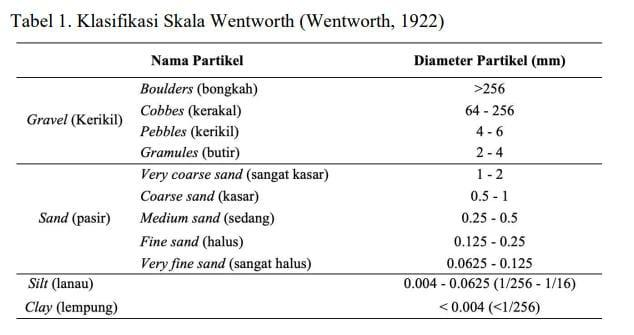 Tabel 1. Klasifikasi Skala Wentworth (Wentworth, 1922)
Nama Partikel Diameter Partikel (mm)
Gravel (Kerikil)
Boulders (bongkah) >256
Cobbes (kerakal) 64 - 256
Pebbles (kerikil) 4 - 6
Gramules (butir) 2 - 4
Sand (pasir)
Very coarse sand (sangat kasar) 1 - 2
Coarse sand (kasar) 0.5 - 1
Medium sand (sedang) 0.25 - 0.5
Fine sand (halus) 0.125 - 0.25
Very fine sand (sangat halus) 0.0625 - 0.125
Silt (lanau) 0.004 - 0.0625 (1/256 - 1/16)
Clay (lempung) < 0.004 (<1/256)